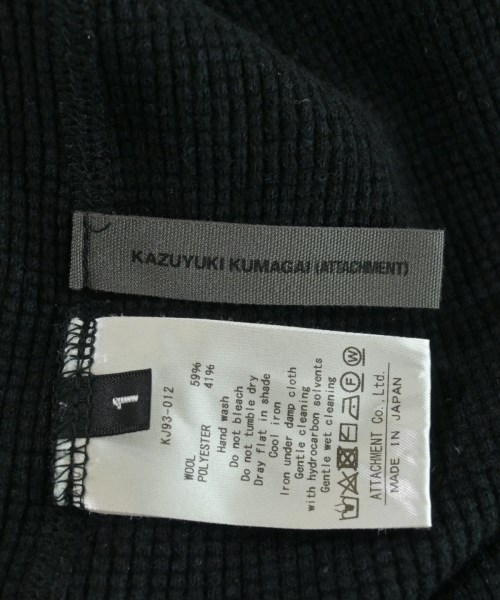 KAZUYUKI KUMAGAI (ATTACHMENT)
1
KJ93-012
WOOL 59%
POLYESTER 41%
Hand wash
Do not bleach
Do not tumble dry
Dray flat in shade
Cool iron
Iron under damp cloth
Gentle cleaning
with hydrocarbon solvents
Gentle wet cleaning
F W
ATTACHMENT Co., Ltd.
MADE IN JAPAN